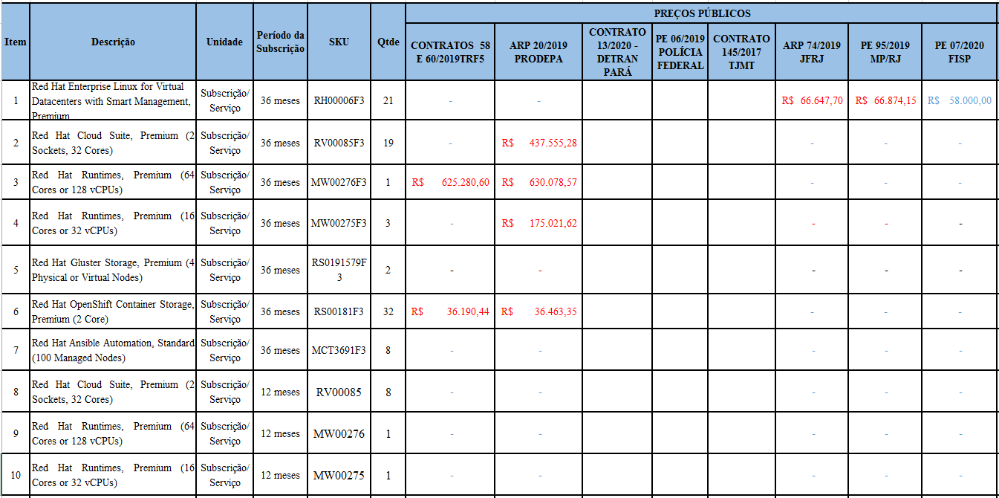 PREÇOS PÚBLICOS
Item Descrição Unidade Período da Subscrição SKU Qtde CONTRATOS 58 E 60/2019TRF5 ARP 20/2019 PRODEPA CONTRATO 13/2020 - DETRAN PARÁ PE 06/2019 POLÍCIA FEDERAL CONTRATO 145/2017 TJMT ARP 74/2019 JFRJ PE 95/2019 MP/RJ PE 07/2020 FISP
1 Red Hat Enterprise Linux for Virtual Datacenters with Smart Management, Premium Subscrição/ Serviço 36 meses RH00006F3 21 - - R$ 66.647,70 R$ 66.874,15 R$ 58.000,00
2 Red Hat Cloud Suite, Premium (2 Sockets, 32 Cores) Subscrição/ Serviço 36 meses RV00085F3 19 - R$ 437.555,28 - - -
3 Red Hat Runtimes, Premium (64 Cores or 128 vCPUs) Subscrição/ Serviço 36 meses MW00276F3 1 R$ 625.280,60 R$ 630.078,57 - - -
4 Red Hat Runtimes, Premium (16 Cores or 32 vCPUs) Subscrição/ Serviço 36 meses MW00275F3 3 - R$ 175.021,62 - - -
5 Red Hat Gluster Storage, Premium (4 Physical or Virtual Nodes) Subscrição/ Serviço 36 meses RS0191579F 3 2 - - - - -
6 Red Hat OpenShift Container Storage, Premium (2 Core) Subscrição/ Serviço 36 meses RS00181F3 32 R$ 36.190,44 R$ 36.463,35 - - -
7 Red Hat Ansible Automation, Standard (100 Managed Nodes) Subscrição/ Serviço 36 meses MCT3691F3 8 - - - - -
8 Red Hat Cloud Suite, Premium (2 Sockets, 32 Cores) Subscrição/ Serviço 12 meses RV00085 8 - - - - -
9 Red Hat Runtimes, Premium (64 Cores or 128 vCPUs) Subscrição/ Serviço 12 meses MW00276 1 - - - - -
10 Red Hat Runtimes, Premium (16 Cores or 32 vCPUs) Subscrição/ Serviço 12 meses MW00275 1 - - - - -